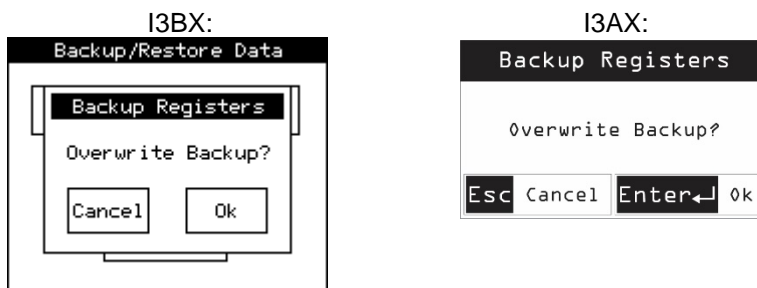 I3BX:
Backup/Restore Data
Backup Registers
Overwrite Backup?
Cancel
Ok
I3AX:
Backup Registers
Overwrite Backup?
Esc Cancel Enter↵ Ok